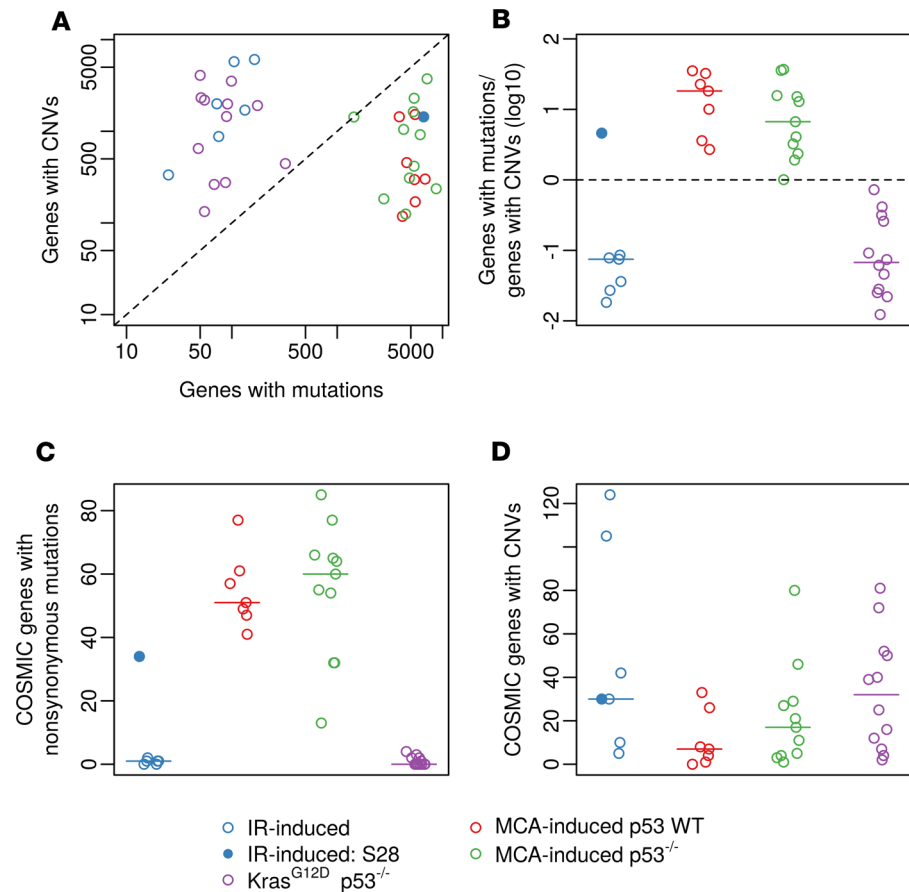 A
Genes with CNVs
5000
500
50
10
10
50
500
5000
Genes with mutations
B
Genes with mutations/
genes with CNVs (log10)
2
1
0
-1
-2
C
COSMIC genes with
nonsynonymous mutations
80
60
40
20
0
D
COSMIC genes with CNVs
120
80
60
40
20
0
IR-induced
IR-induced: S28
Kras^G12D p53^-/-
MCA-induced p53 WT
MCA-induced p53^-/-